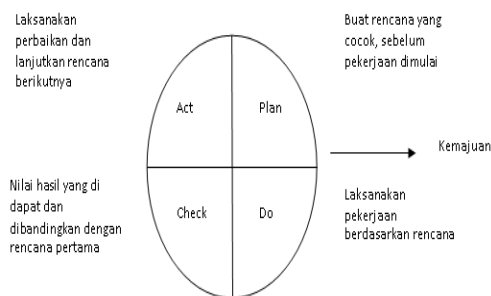 Laksanakan
perbaikan dan
lanjutkan rencana
berikutnya
Buat rencana yang
cocok, sebelum
pekerjaan dimulai
Act
Plan
Kemajuan
Nilai hasil yang di
dapat dan
dibandingkan dengan
rencana pertama
Check
Do
Laksanakan
pekerjaan
berdasarkan rencana